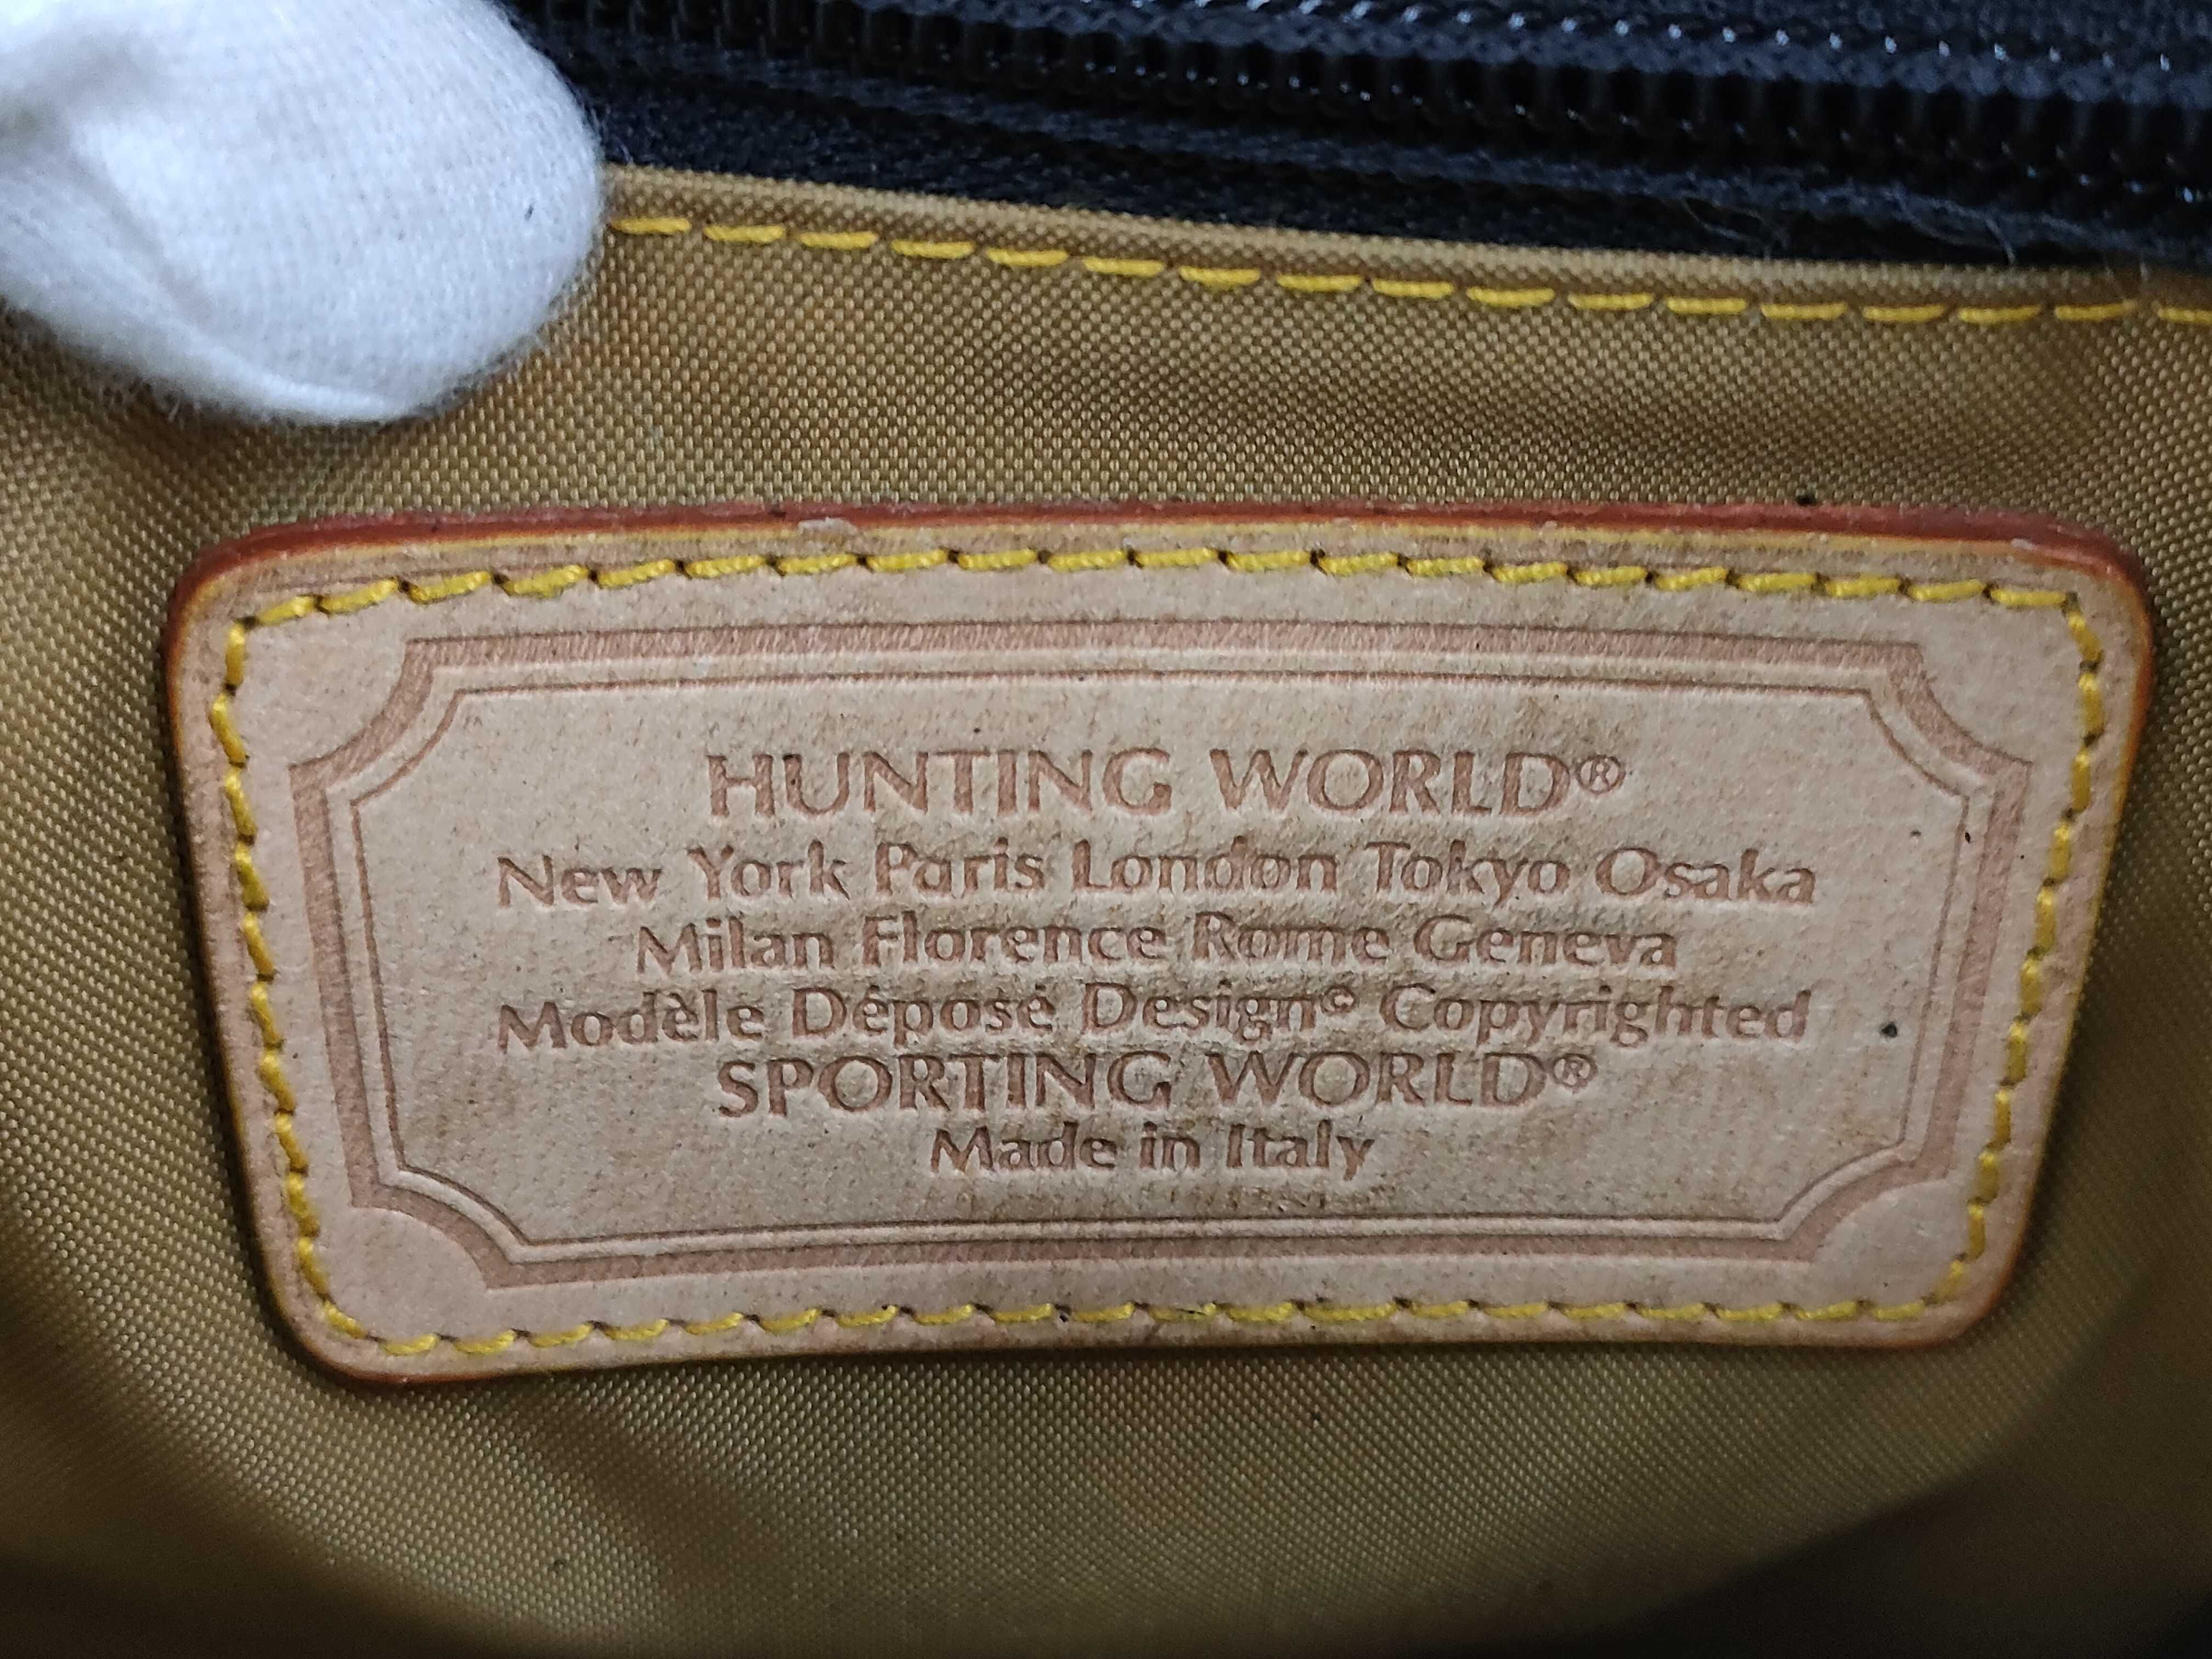 HUNTING WORLD®
New York Paris London Tokyo Osaka
Milan Florence Rome Geneva
Modèle Déposé Design© Copyrighted
SPORTING WORLD®
Made in Italy